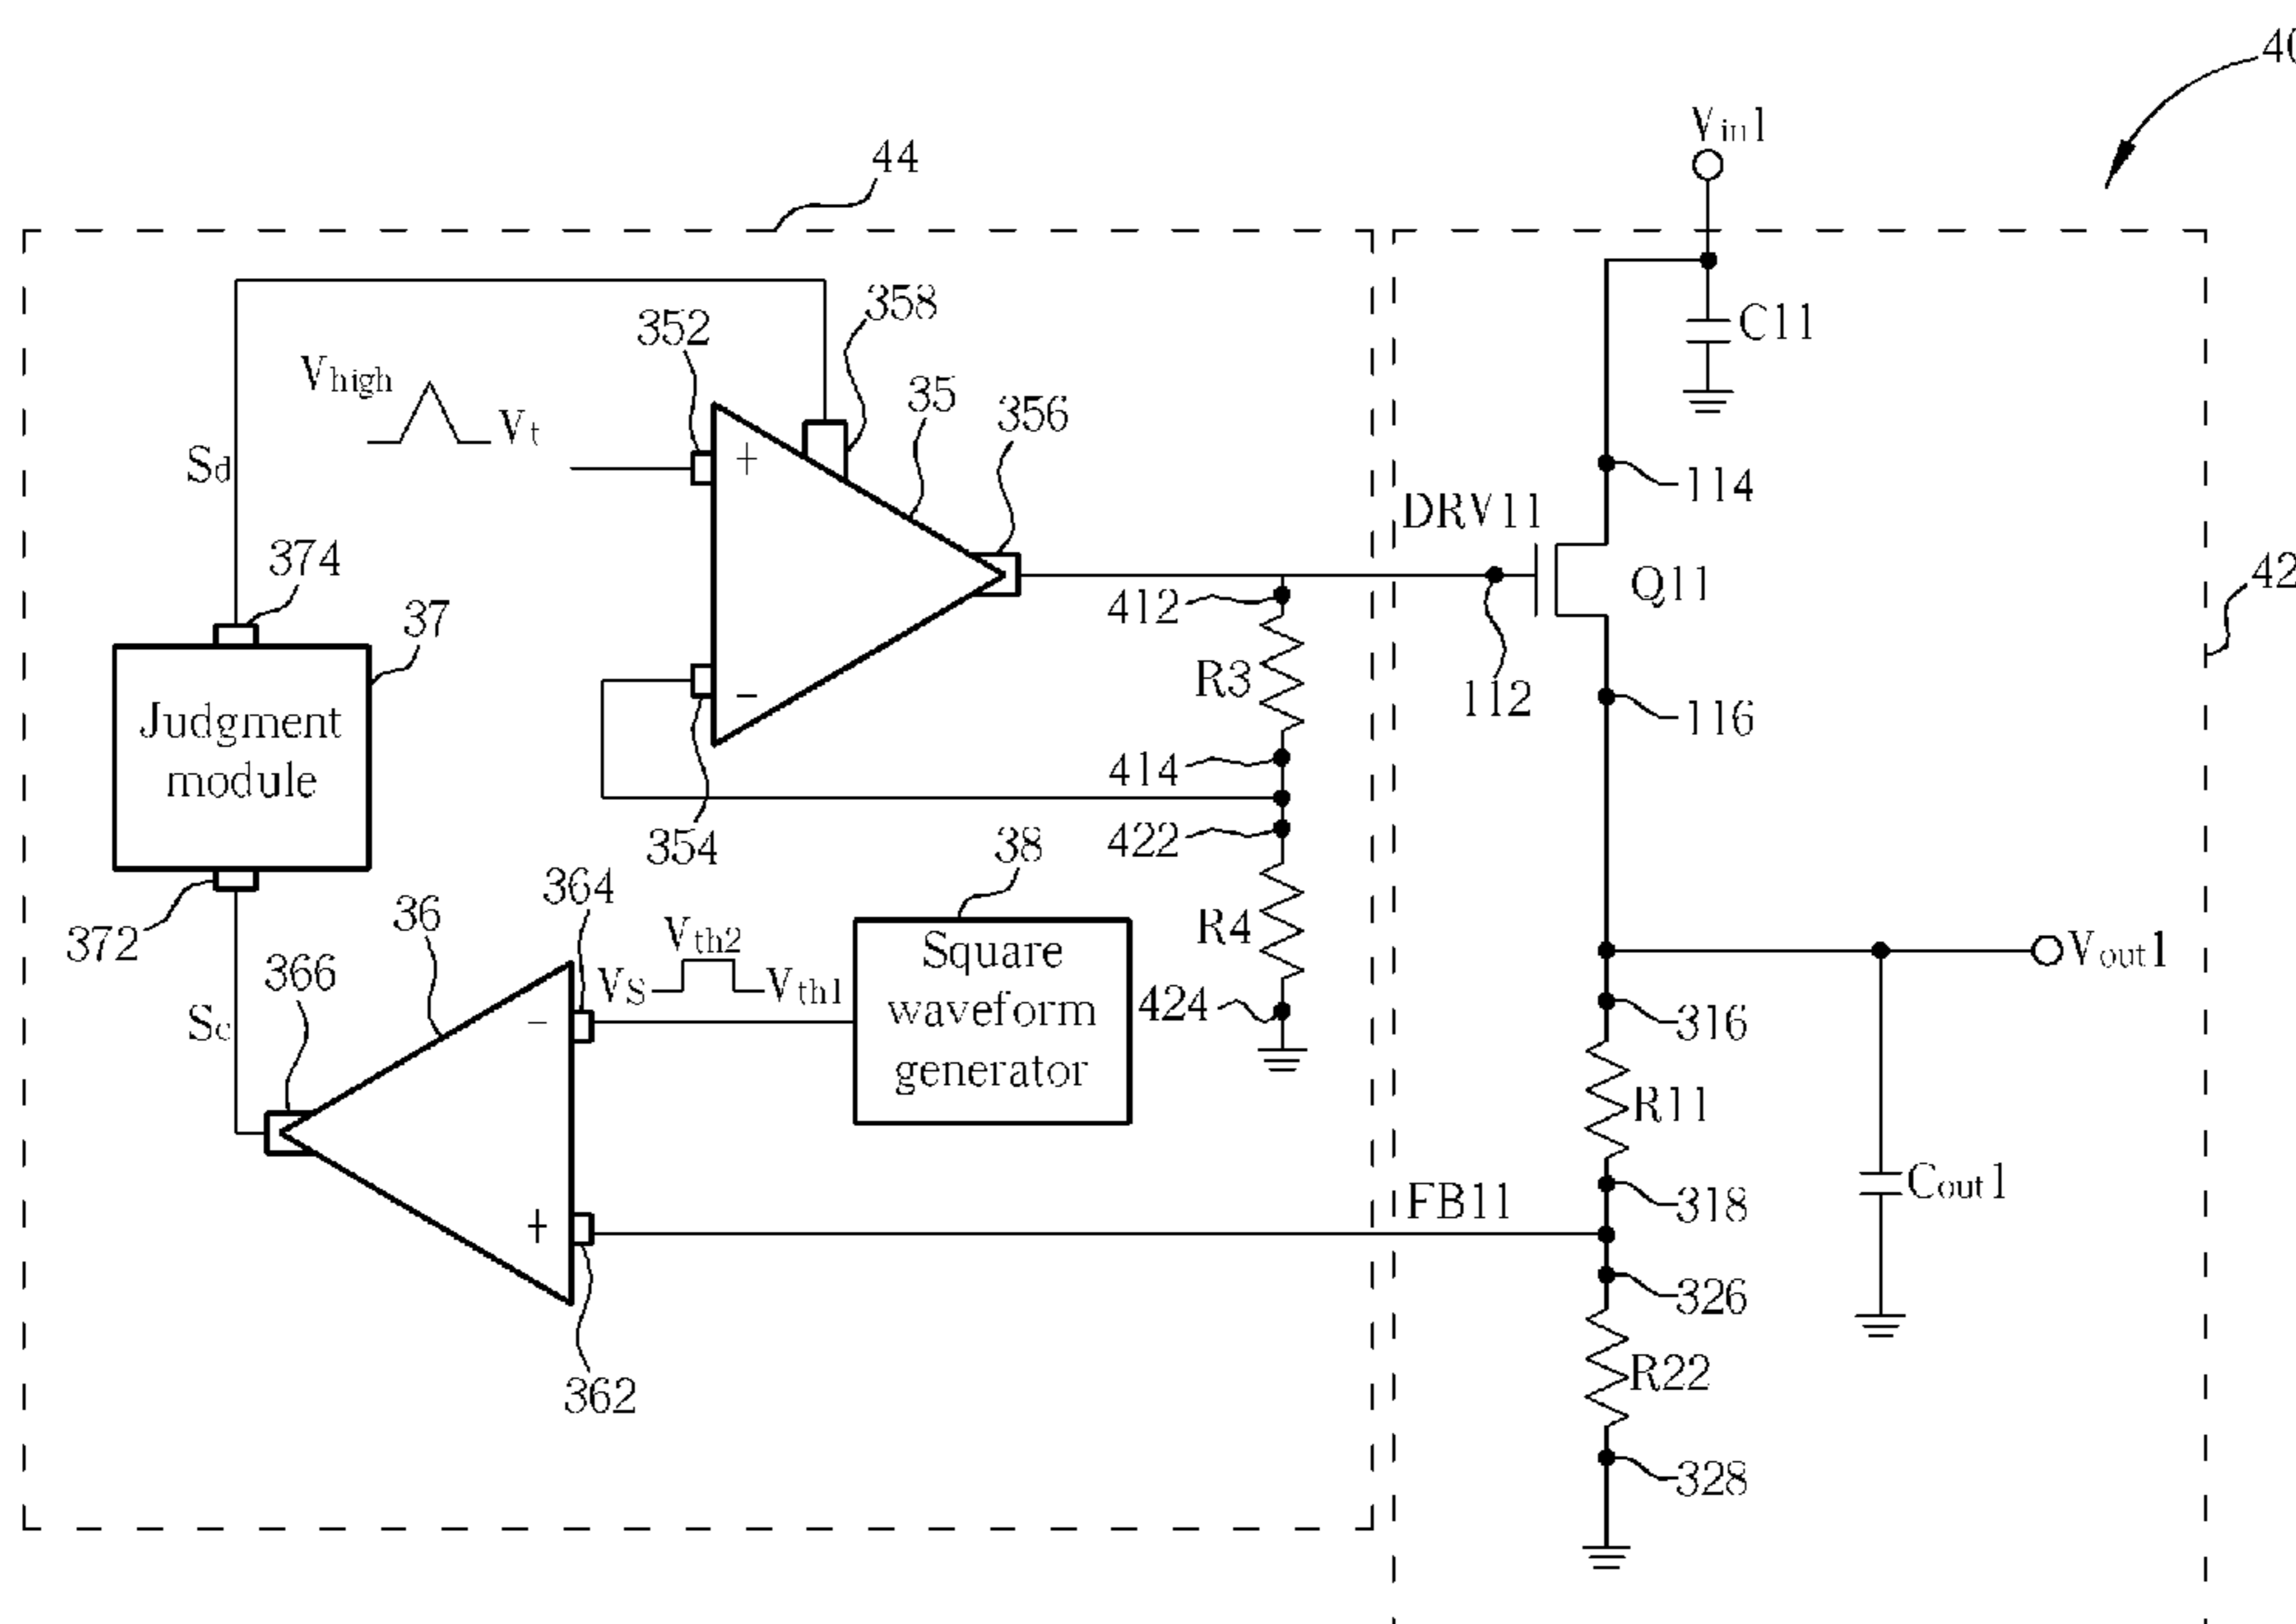 40
Vin1
44
358
352
C11
Vhigh
35
356
Vt
Sd
114
DRV11
374
Q11
42
412
37
R3
112
116
Judgment
module
414
354
422
38
364
36
R4
Vth2
372
Square
waveform
generator
Vout1
366
VS
Vth1
424
316
Sc
R11
FB11
318
Cout1
326
362
R22
328
+
−
−
+